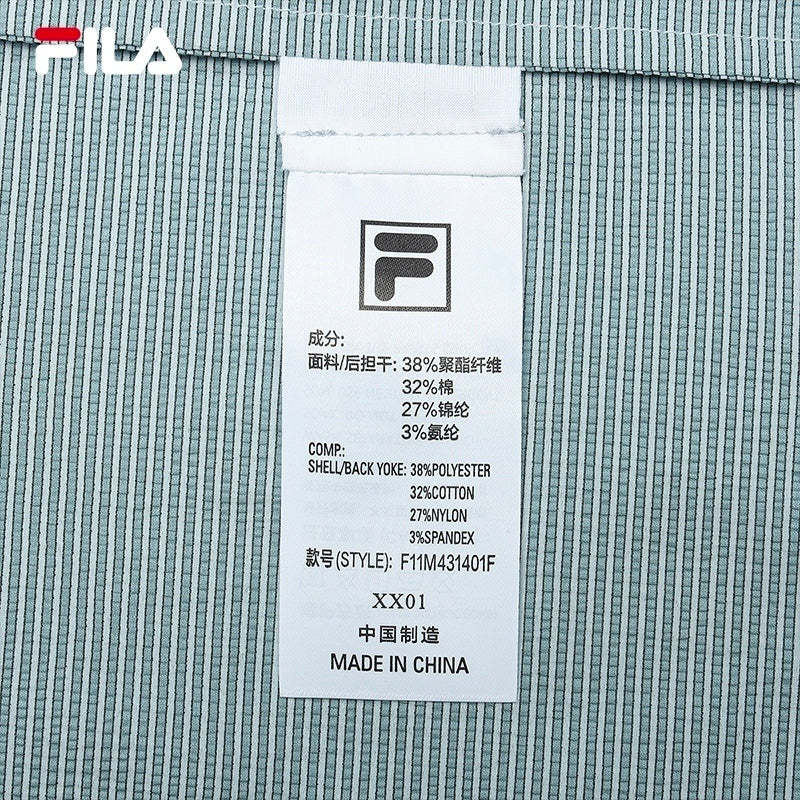 FILA
F
成分:
面料/后担干: 38%聚酯纤维
32%棉
27%锦纶
3%氨纶
COMP.:
SHELL/BACK YOKE: 38%POLYESTER
32%COTTON
27%NYLON
3%SPANDEX
款号(STYLE): F11M431401F
XX01
中国制造
MADE IN CHINA